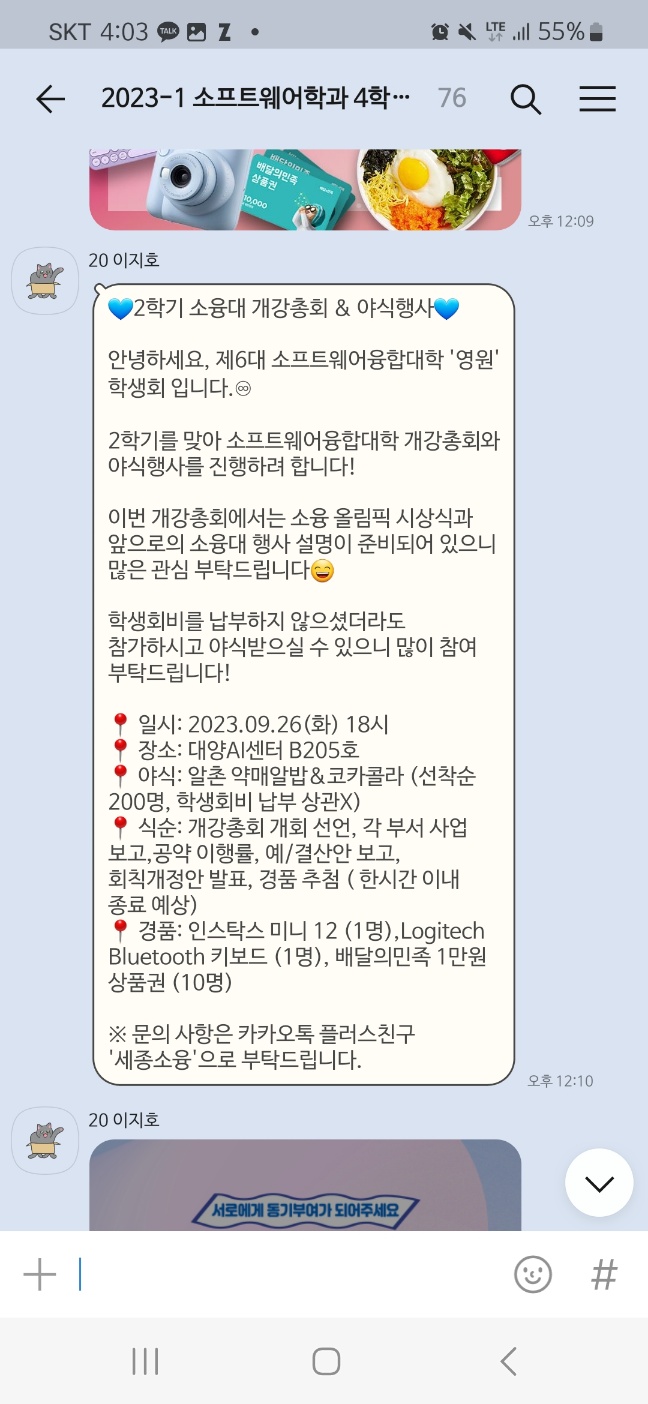 SKT 4:03 TALK Z • LTE 55%
2023-1 소프트웨어학과 4학… 76
배달의민족
배달의민족
상품권
10,000
오후 12:09
20 이지호
💙2학기 소융대 개강총회 & 야식행사💙
안녕하세요, 제6대 소프트웨어융합대학 '영원'
학생회 입니다.♾
2학기를 맞아 소프트웨어융합대학 개강총회와
야식행사를 진행하려 합니다!
이번 개강총회에서는 소융 올림픽 시상식과
앞으로의 소융대 행사 설명이 준비되어 있으니
많은 관심 부탁드립니다😄
학생회비를 납부하지 않으셨더라도
참가하시고 야식받으실 수 있으니 많이 참여
부탁드립니다!
📍 일시: 2023.09.26(화) 18시
📍 장소: 대양AI센터 B205호
📍 야식: 알촌 약매알밥&코카콜라 (선착순
200명, 학생회비 납부 상관X)
📍 식순: 개강총회 개회 선언, 각 부서 사업
보고,공약 이행률, 예/결산안 보고,
회칙개정안 발표, 경품 추첨 ( 한시간 이내
종료 예상)
📍 경품: 인스탁스 미니 12 (1명),Logitech
Bluetooth 키보드 (1명), 배달의민족 1만원
상품권 (10명)
※ 문의 사항은 카카오톡 플러스친구
'세종소융'으로 부탁드립니다.
오후 12:10
20 이지호
서로에게 동기부여가 되어주세요
#